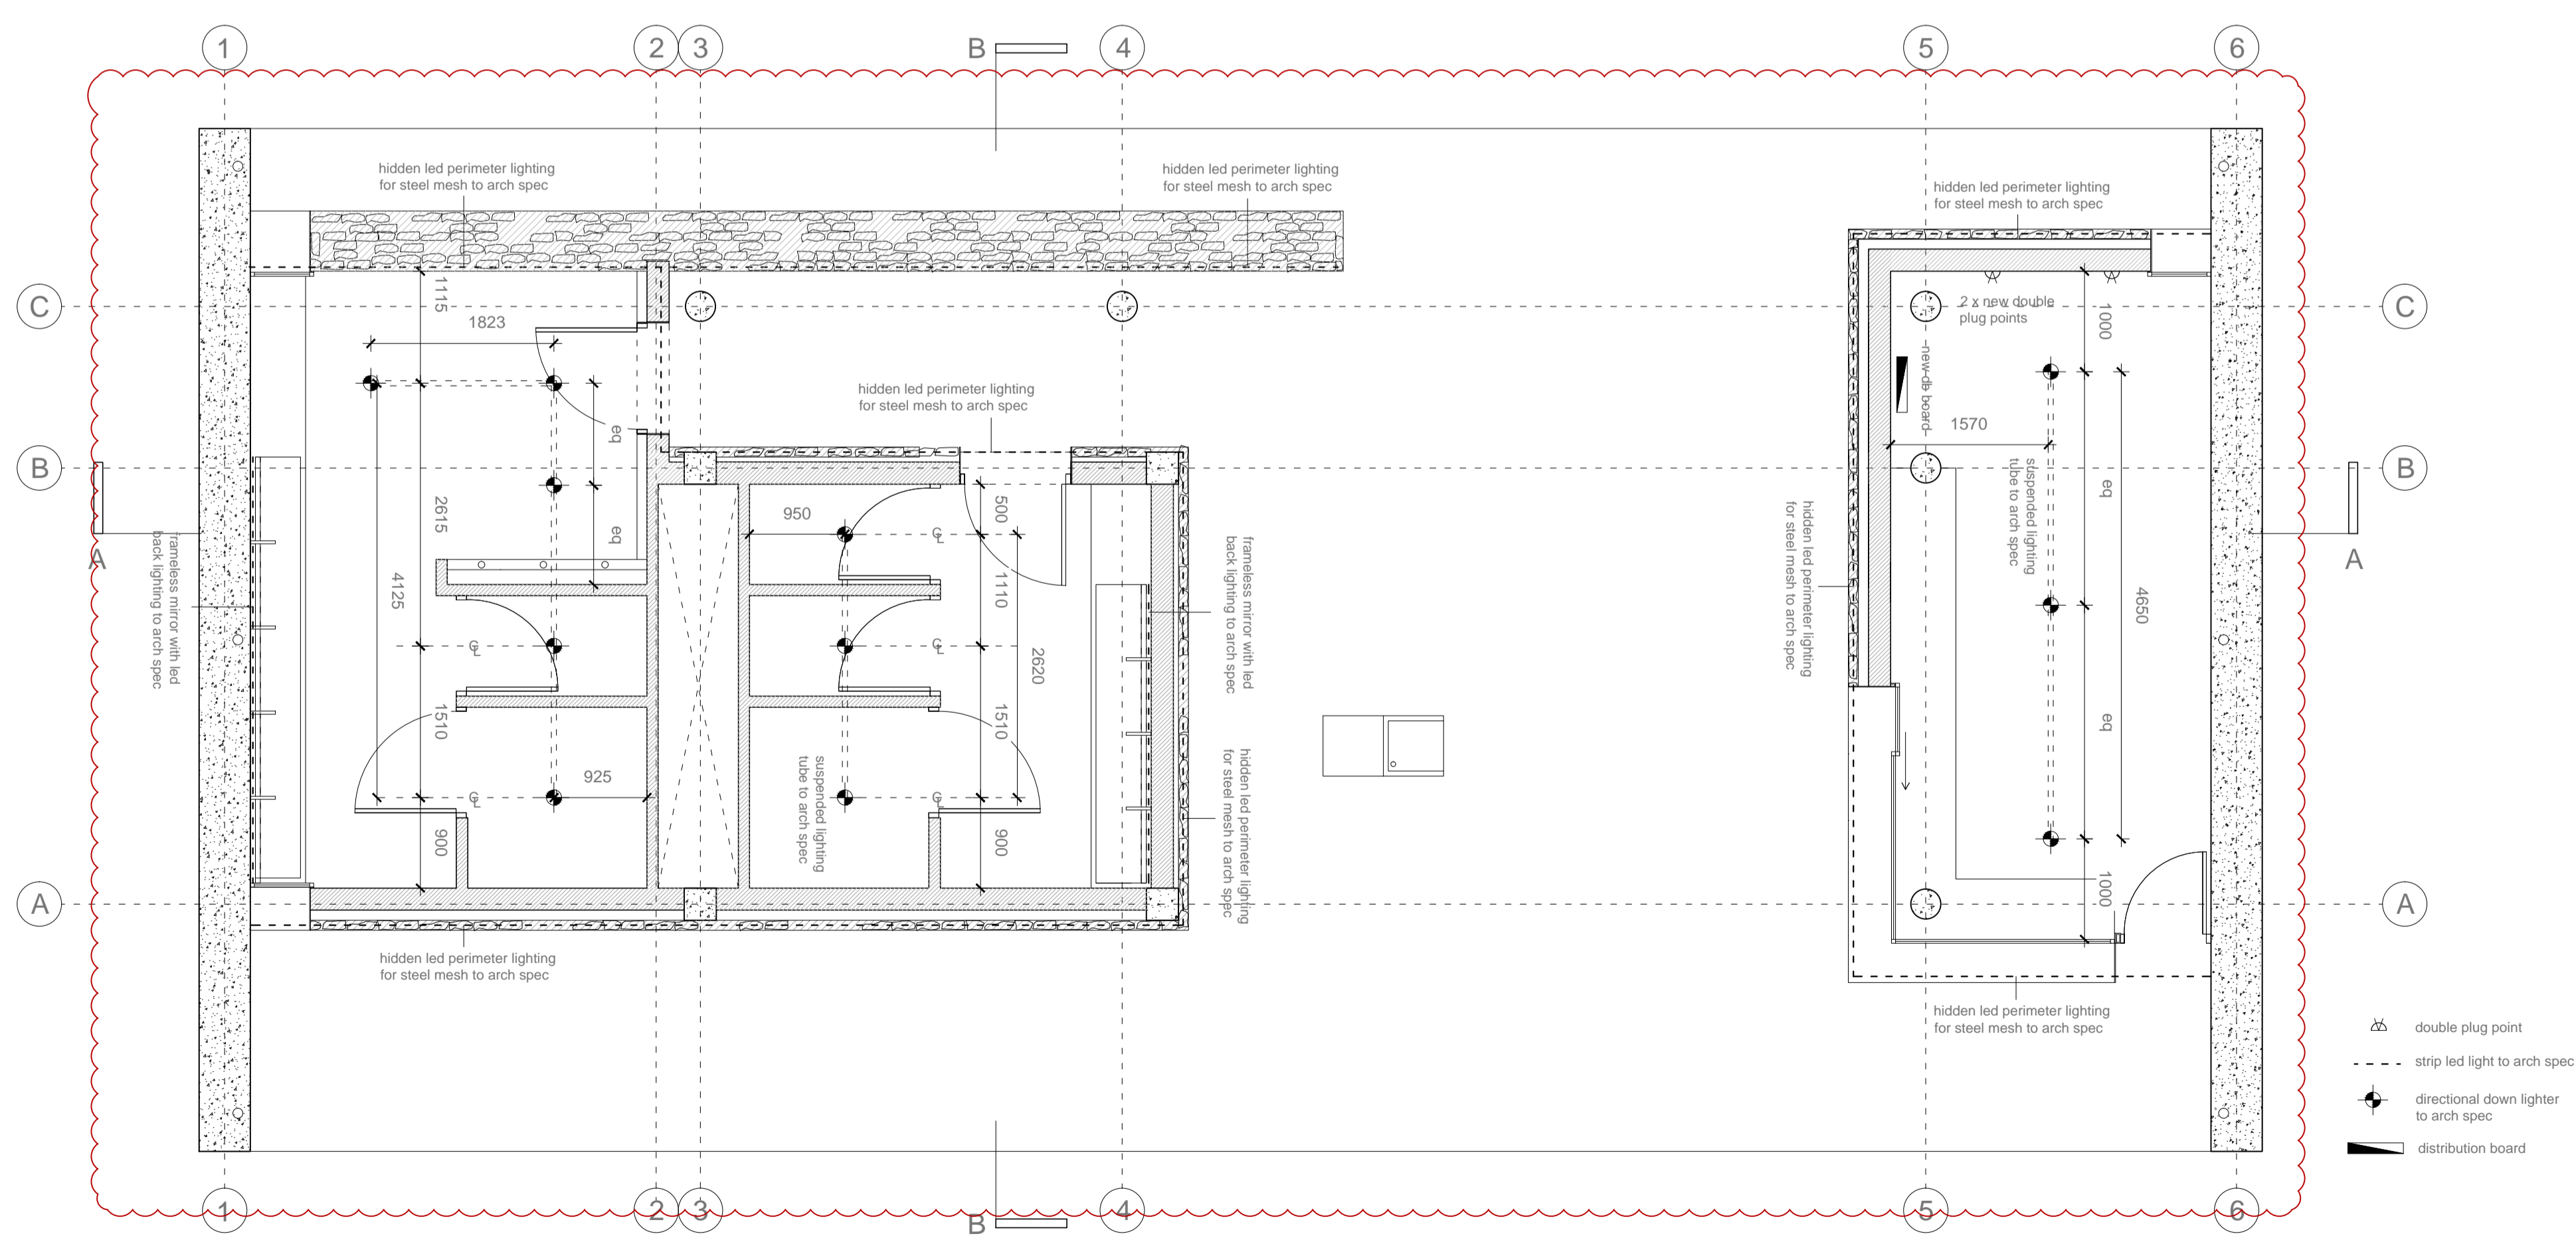 1
2
3
B
4
5
6
hidden led perimeter lighting
for steel mesh to arch spec
hidden led perimeter lighting
for steel mesh to arch spec
hidden led perimeter lighting
for steel mesh to arch spec
C
1115
1823
2 x new double
plug points
1000
C
new db board
hidden led perimeter lighting
for steel mesh to arch spec
eq
1570
B
2615
eq
950
500
suspended lighting
tube to arch spec
eq
B
A
frameless mirror with led
back lighting to arch spec
4125
CL
1110
CL
frameless mirror with led
back lighting to arch spec
hidden led perimeter lighting
for steel mesh to arch spec
4650
A
CL
2620
1510
925
CL
suspended lighting
tube to arch spec
1510
CL
hidden led perimeter lighting
for steel mesh to arch spec
eq
900
900
1000
A
A
hidden led perimeter lighting
for steel mesh to arch spec
hidden led perimeter lighting
for steel mesh to arch spec
double plug point
strip led light to arch spec
directional down lighter
to arch spec
distribution board
1
2
3
B
4
5
6